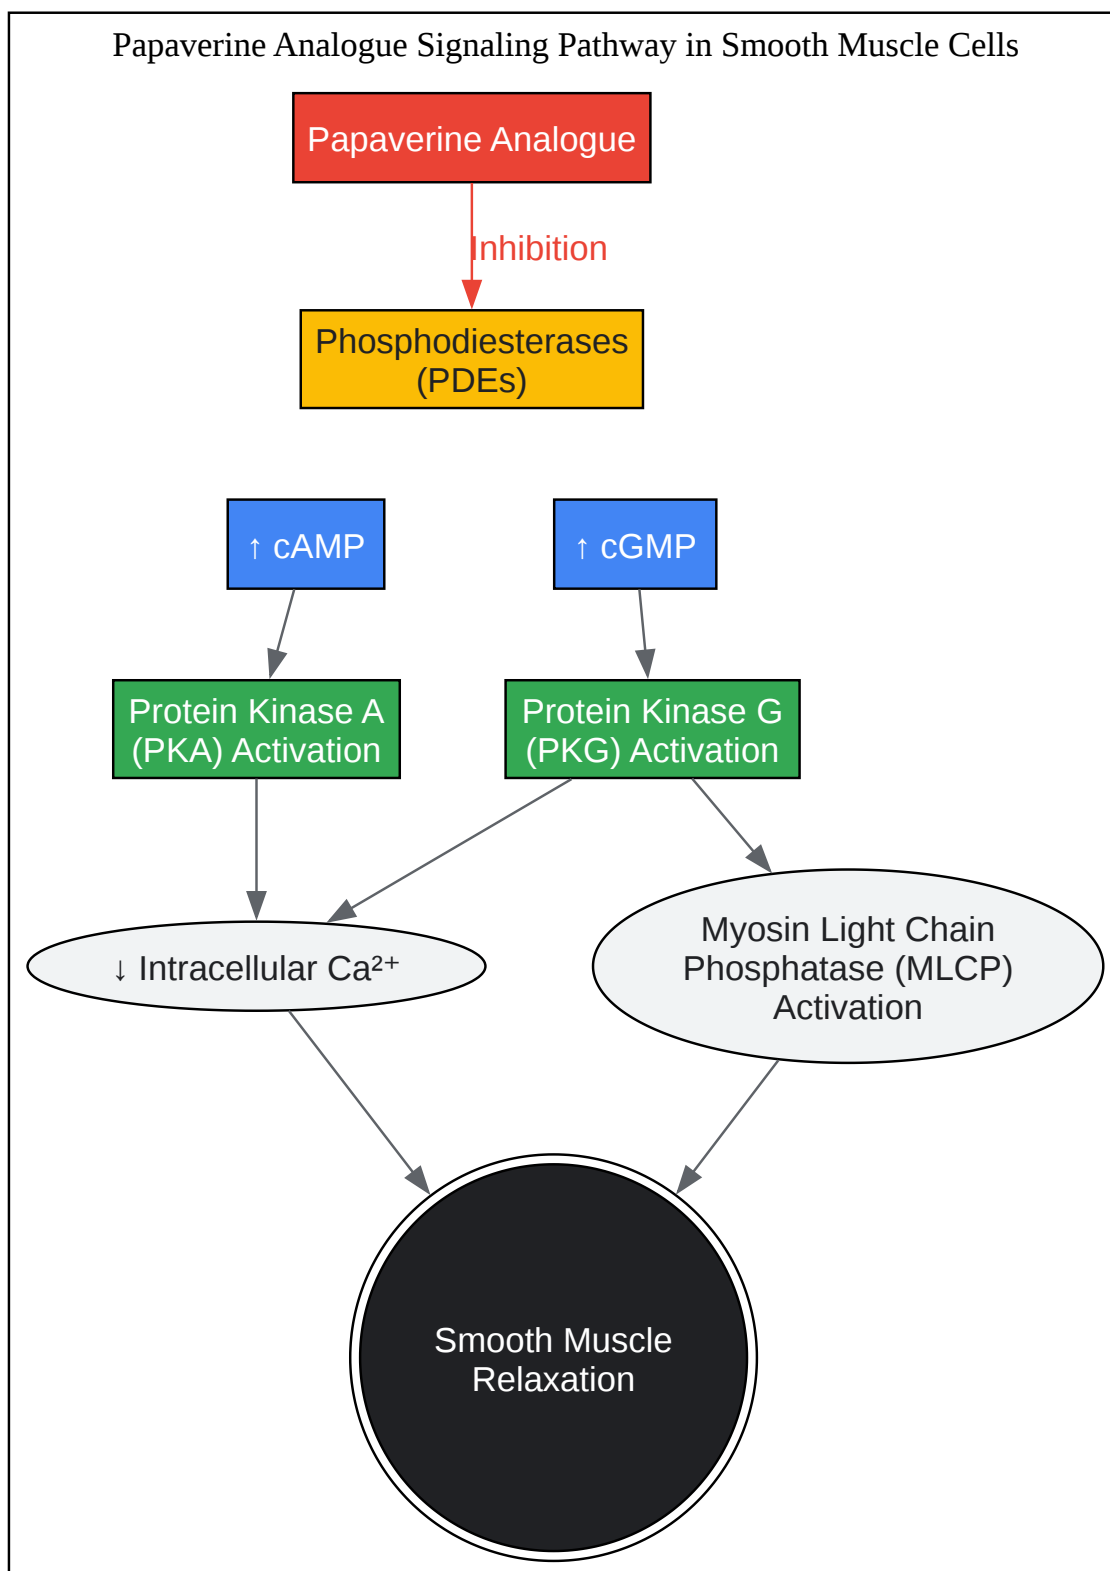 Papaverine Analogue Signaling Pathway in Smooth Muscle Cells
Papaverine Analogue
Inhibition
Phosphodiesterases
(PDEs)
↑ cAMP
↑ cGMP
Protein Kinase A
(PKA) Activation
Protein Kinase G
(PKG) Activation
↓ Intracellular Ca²⁺
Myosin Light Chain
Phosphatase (MLCP)
Activation
Smooth Muscle
Relaxation